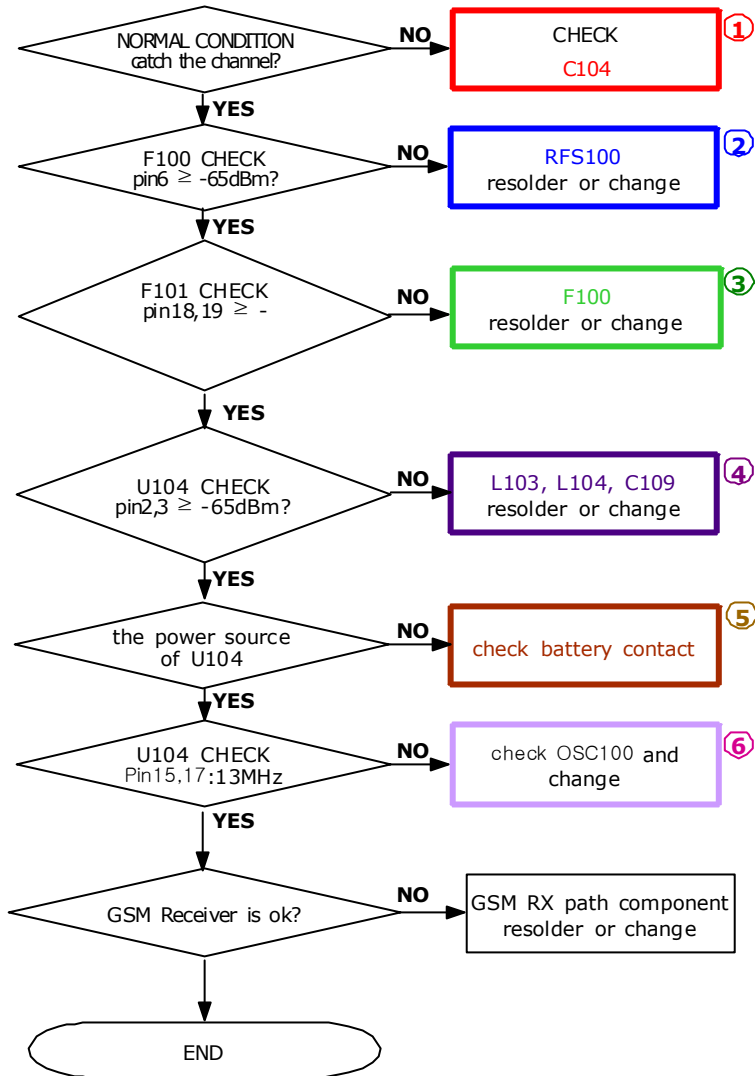 NORMAL CONDITION
catch the channel?
NO
CHECK
C104
1
YES
F100 CHECK
pin6 ≥ -65dBm?
NO
RFS100
resolder or change
2
YES
F101 CHECK
pin18,19 ≥ -
NO
F100
resolder or change
3
YES
U104 CHECK
pin2,3 ≥ -65dBm?
NO
L103, L104, C109
resolder or change
4
YES
the power source
of U104
NO
check battery contact
5
YES
U104 CHECK
Pin15,17:13MHz
NO
check OSC100 and
change
6
YES
GSM Receiver is ok?
NO
GSM RX path component
resolder or change
END